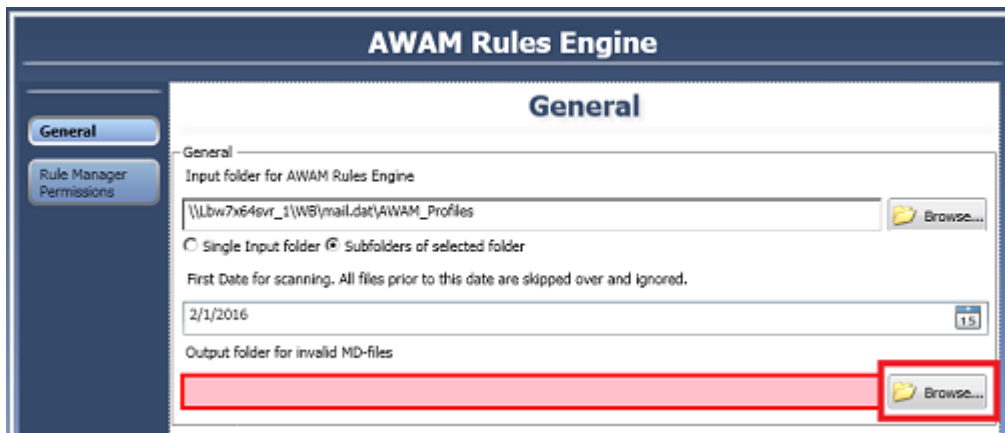 AWAM Rules Engine
General
General
Rule Manager
Permissions
General
Input folder for AWAM Rules Engine
\\Lbw7x64svr_1\WB\mail.dat\AWAM_Profiles
Browse...
Single Input folder Subfolders of selected folder
First Date for scanning. All files prior to this date are skipped over and ignored.
2/1/2016
15
Output folder for invalid MD-files
Browse...